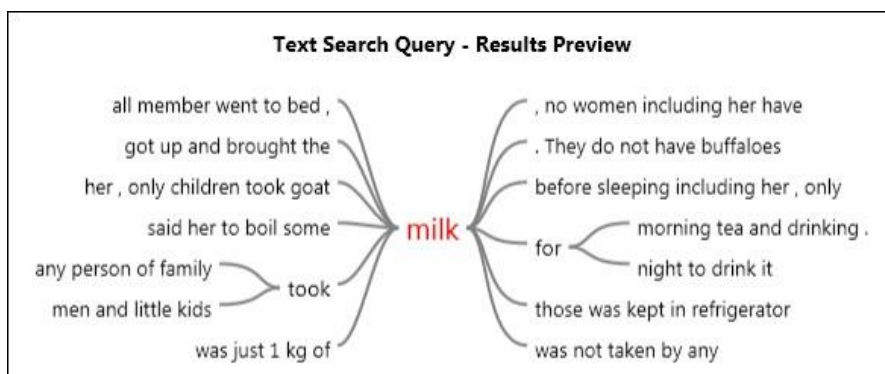 Text Search Query - Results Preview
all member went to bed ,
got up and brought the
her , only children took goat
said her to boil some
any person of family
men and little kids
took
was just 1 kg of
milk
, no women including her have
. They do not have buffaloes
before sleeping including her , only
for
morning tea and drinking .
night to drink it
those was kept in refrigerator
was not taken by any